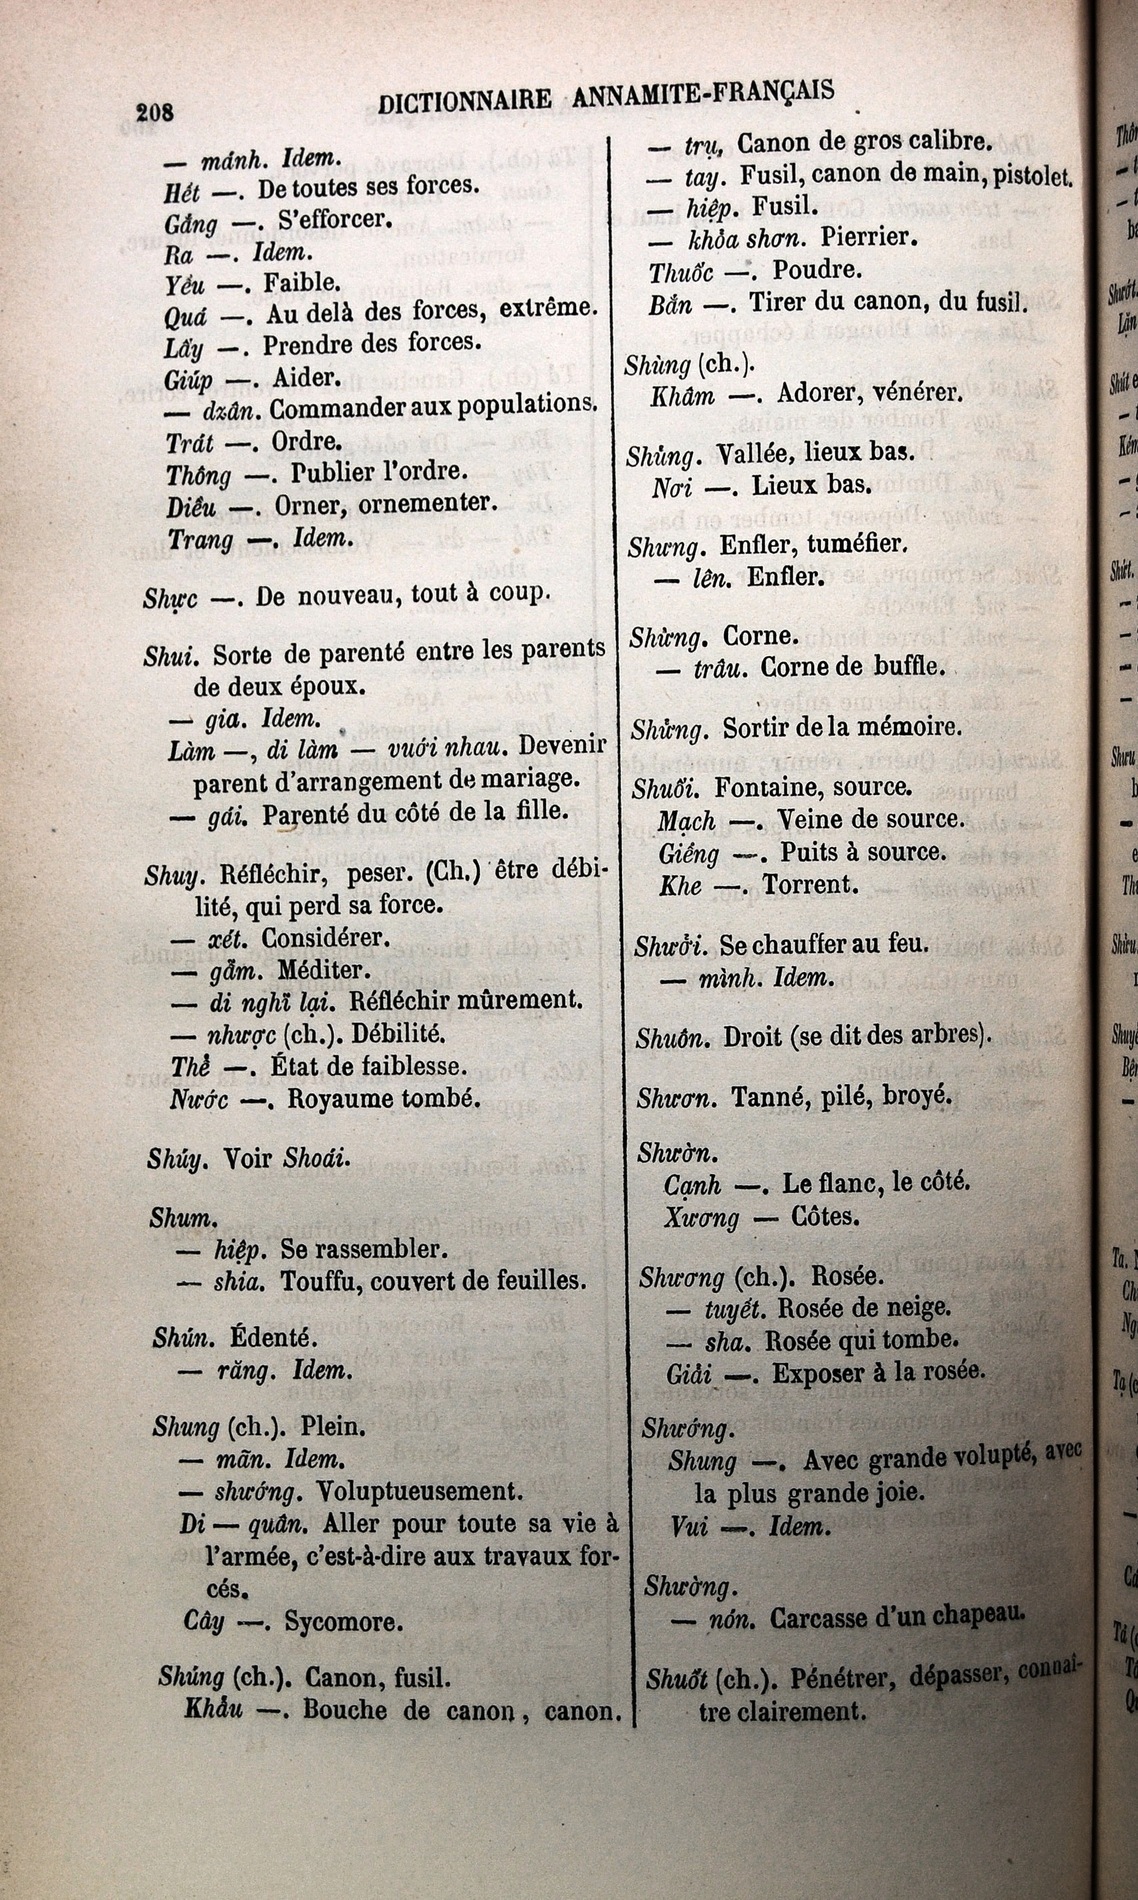 208
DICTIONNAIRE ANNAMITE-FRANÇAIS
— mánh. Idem.
Hết —. De toutes ses forces.
Gắng —. S'efforcer.
Ra —. Idem.
Yếu —. Faible.
Quá —. Au delà des forces, extrême.
Lấy —. Prendre des forces.
Giúp —. Aider.
— dzân. Commander aux populations.
Trát —. Ordre.
Thông —. Publier l'ordre.
Diểu —. Orner, ornementer.
Trang —. Idem.
Shực —. De nouveau, tout à coup.
Shui. Sorte de parenté entre les parents
de deux époux.
— gia. Idem.
Làm —, di làm — vuối nhau. Devenir
parent d'arrangement de mariage.
— gái. Parenté du côté de la fille.
Shuy. Réfléchir, peser. (Ch.) être débi-
lité, qui perd sa force.
— xét. Considérer.
— gẫm. Méditer.
— di nghĩ lại. Réfléchir mûrement.
— nhược (ch.). Débilité.
Thể —. État de faiblesse.
Nước —. Royaume tombé.
Shúy. Voir Shoái.
Shum.
— hiệp. Se rassembler.
— shia. Touffu, couvert de feuilles.
Shún. Édenté.
— răng. Idem.
Shung (ch.). Plein.
— mãn. Idem.
— shướng. Voluptueusement.
Di — quân. Aller pour toute sa vie à
l'armée, c'est-à-dire aux travaux for-
cés.
Cây —. Sycomore.
Shúng (ch.). Canon, fusil.
Khẩu —. Bouche de canon, canon.
— trụ, Canon de gros calibre.
— tay. Fusil, canon de main, pistolet.
— hiệp. Fusil.
— khỏa shơn. Pierrier.
Thuốc —. Poudre.
Bắn —. Tirer du canon, du fusil.
Shùng (ch.).
Khâm —. Adorer, vénérer.
Shủng. Vallée, lieux bas.
Nơi —. Lieux bas.
Shưng. Enfler, tuméfier.
— lên. Enfler.
Shừng. Corne.
— trâu. Corne de buffle.
Shửng. Sortir de la mémoire.
Shuối. Fontaine, source.
Mạch —. Veine de source.
Giếng —. Puits à source.
Khe —. Torrent.
Shưởi. Se chauffer au feu.
— mình. Idem.
Shuôn. Droit (se dit des arbres).
Shươn. Tanné, pilé, broyé.
Shườn.
Cạnh —. Le flanc, le côté.
Xương — Côtes.
Shương (ch.). Rosée.
— tuyết. Rosée de neige.
— sha. Rosée qui tombe.
Giải —. Exposer à la rosée.
Shướng.
Shung —. Avec grande volupté, avec
la plus grande joie.
Vui —. Idem.
Shường.
— nón. Carcasse d'un chapeau.
Shuốt (ch.). Pénétrer, dépasser, connaî-
tre clairement.